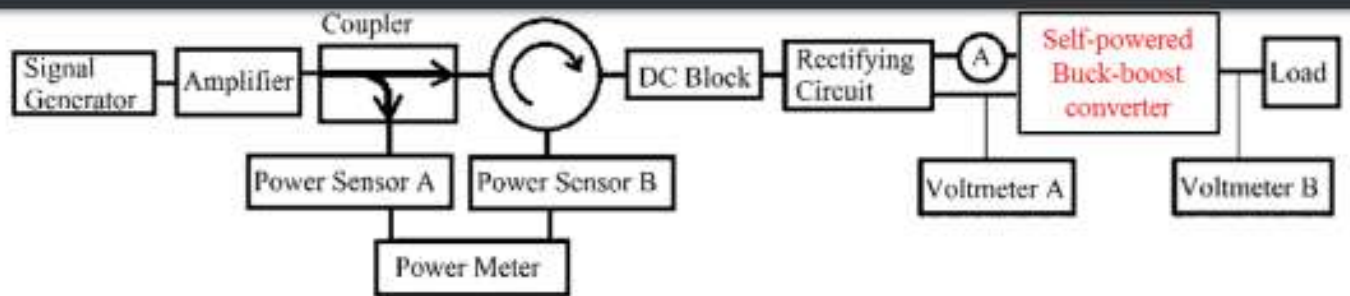 Coupler
Signal
Generator
Amplifier
DC Block
Rectifying
Circuit
A
Self-powered
Buck-boost
converter
Load
Power Sensor A
Power Sensor B
Voltmeter A
Voltmeter B
Power Meter